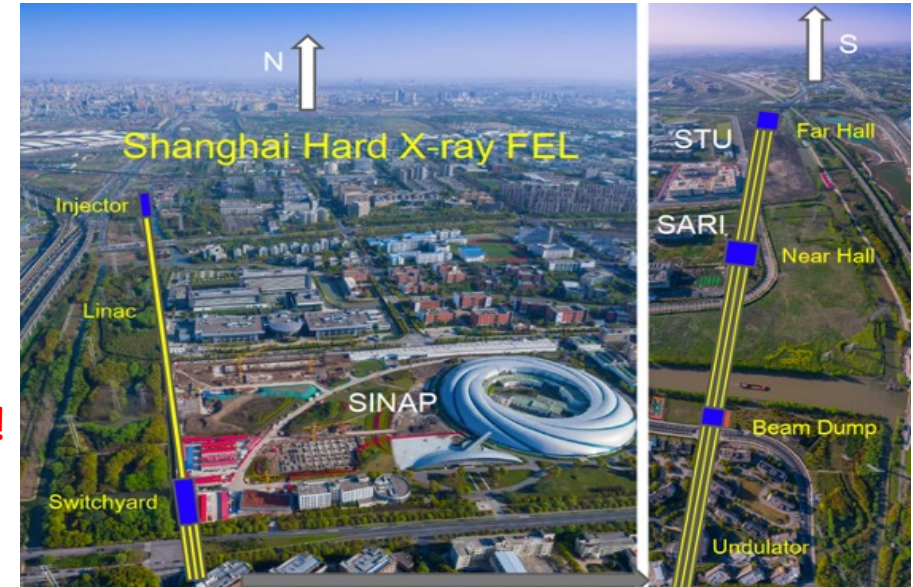 N
Shanghai Hard X-ray FEL
Injector
Linac
SINAP
Switchyard
!
S
STU
Far Hall
SARI
Near Hall
Beam Dump
Undulator